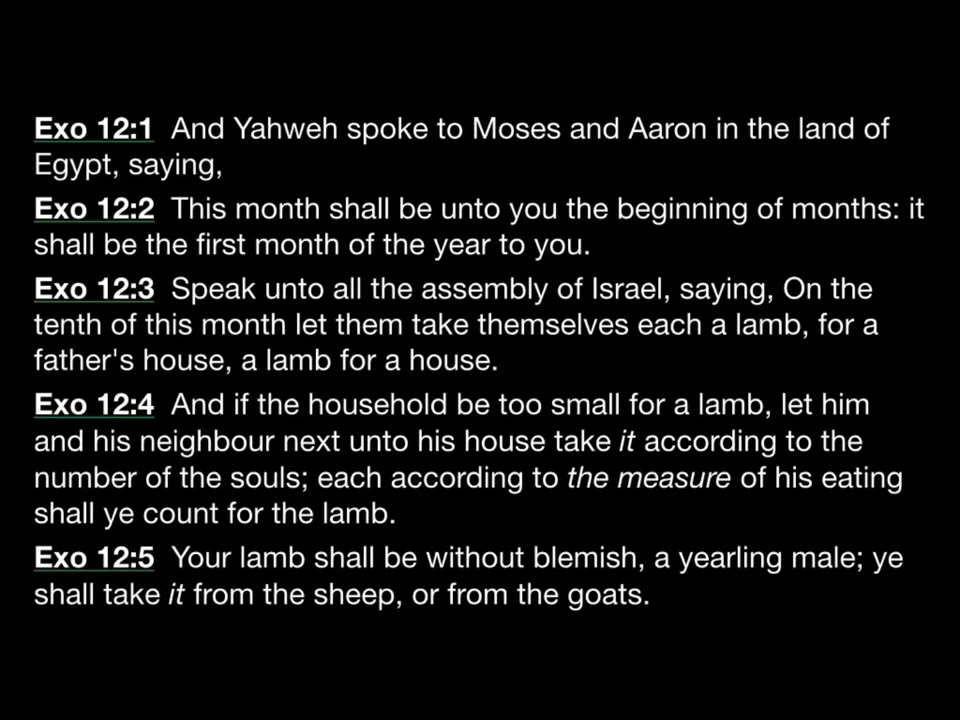 Exo 12:1 And Yahweh spoke to Moses and Aaron in the land of
Egypt, saying,
Exo 12:2 This month shall be unto you the beginning of months: it
shall be the first month of the year to you.
Exo 12:3 Speak unto all the assembly of Israel, saying, On the
tenth of this month let them take themselves each a lamb, for a
father's house, a lamb for a house.
Exo 12:4 And if the household be too small for a lamb, let him
and his neighbour next unto his house take it according to the
number of the souls; each according to the measure of his eating
shall ye count for the lamb.
Exo 12:5 Your lamb shall be without blemish, a yearling male; ye
shall take it from the sheep, or from the goats.